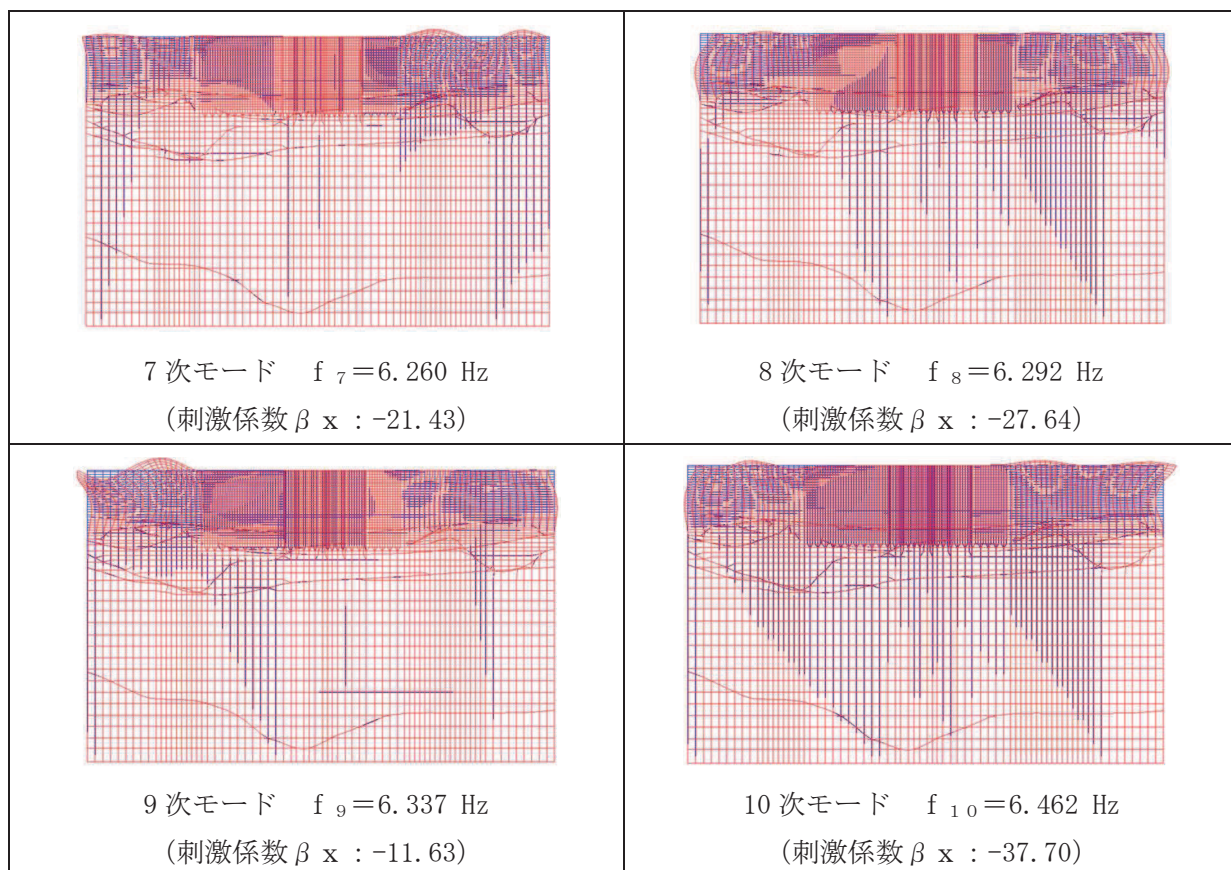 7 次モード f ₇=6.260 Hz
(刺激係数β x :-21.43)
8 次モード f ₈=6.292 Hz
(刺激係数β x :-27.64)
9 次モード f ₉=6.337 Hz
(刺激係数β x :-11.63)
10 次モード f ₁₀=6.462 Hz
(刺激係数β x :-37.70)